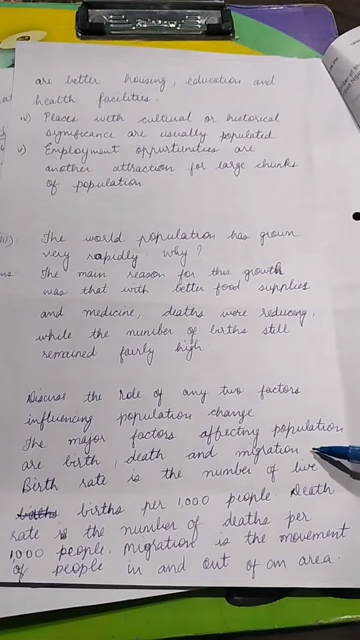 are better housing, education and
health facilities.
iv) Places with cultural or historical
significance are usually populated
v) Employment oppurtunities are
another attraction for large chunks
of population
iii) The world population has grown
very rapidly. Why?
The main reason for this growth
was that with better food supplies
and medicine, deaths were reducing,
while the number of births still
remained fairly high
Discuss the role of any two factors
influencing population change
The major factors affecting population
are birth, death and migration.
Birth rate is the number of live
births per 1,000 people. Death
rate is the number of deaths per
1,000 people. Migration is the movement
of people in and out of an area.